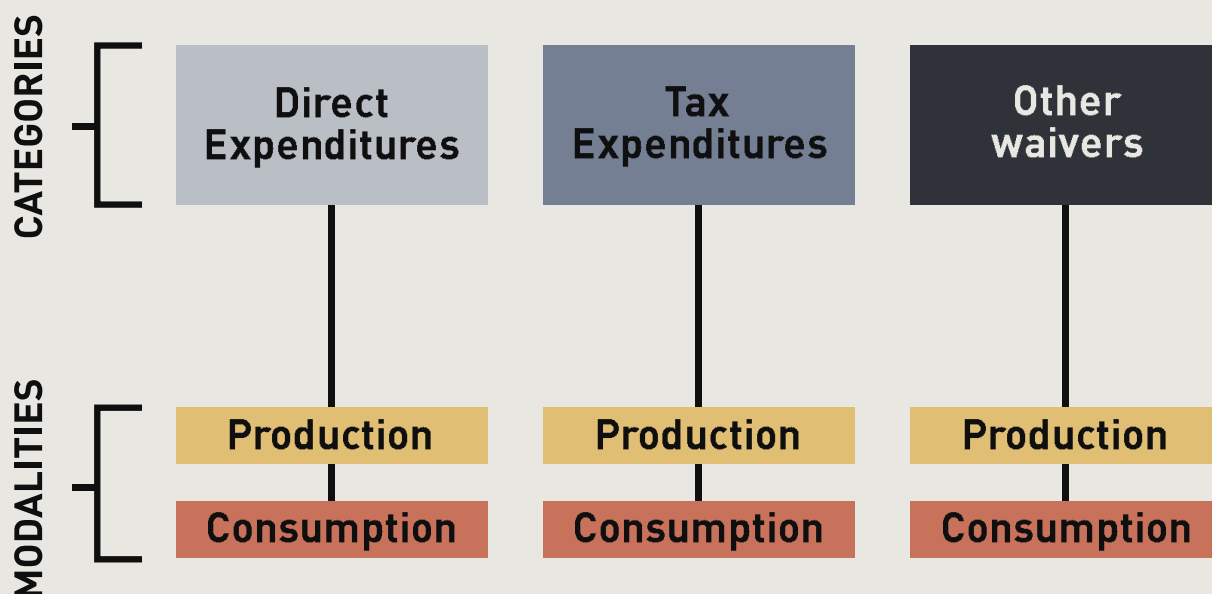 CATEGORIES
Direct
Expenditures
Tax
Expenditures
Other
waivers
MODALITIES
Production
Production
Production
Consumption
Consumption
Consumption